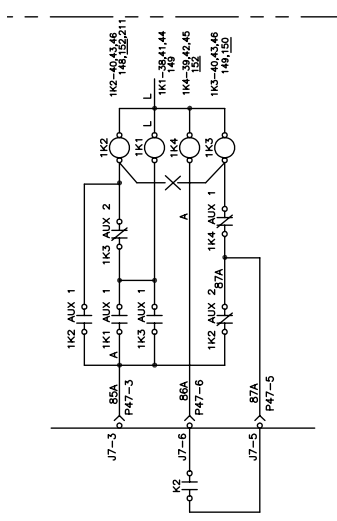 1K2-40,43,46
148,152,211
1K1-38,41,44
149
1K4-39,42,45
152
1K3-40,43,46
149,150
L
L
1K2
1K1
1K4
1K3
1K3 AUX 2
A
1K4 AUX 1
87A
1K2 AUX 1
1K1 AUX 1
1K3 AUX 1
1K2 AUX 2
A
85A
P47-3
86A
P47-6
87A
P47-5
J7-3
J7-6
J7-5
K2